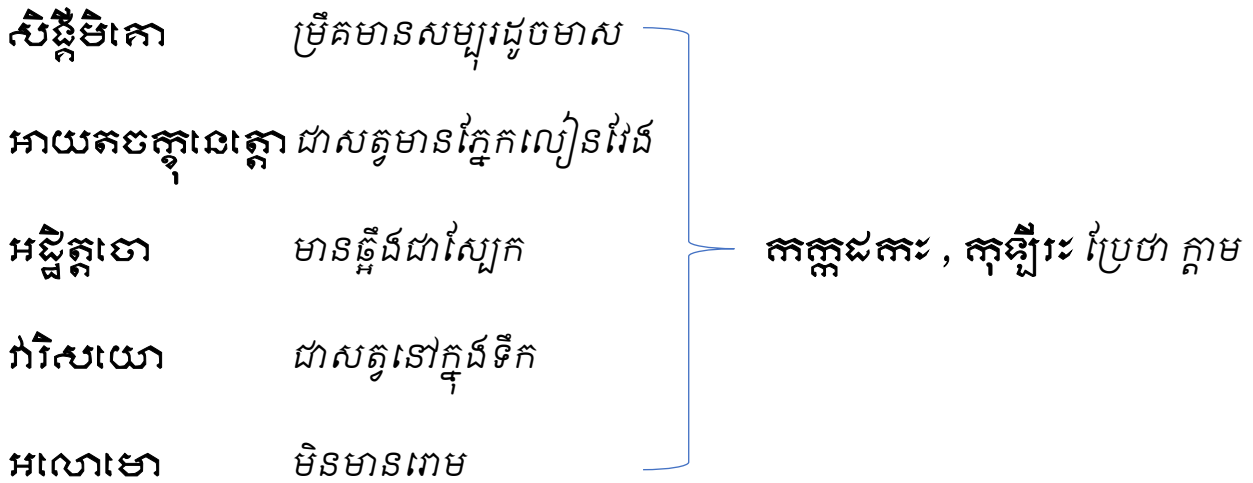 សិង្គីមិគោ ម្រឹគមានសម្បុរដូចមាស
អាយតចក្ខុនេត្តោ ជាសត្វមានភ្នែកលៀនវែង
អដ្ឋិត្តចោ មានឆ្អឹងជាស្បែក
កក្កដកះ , កុឡីរះ ប្រែថា ក្ដាម
វារិសយោ ជាសត្វនៅក្នុងទឹក
អលោមោ មិនមានរោម